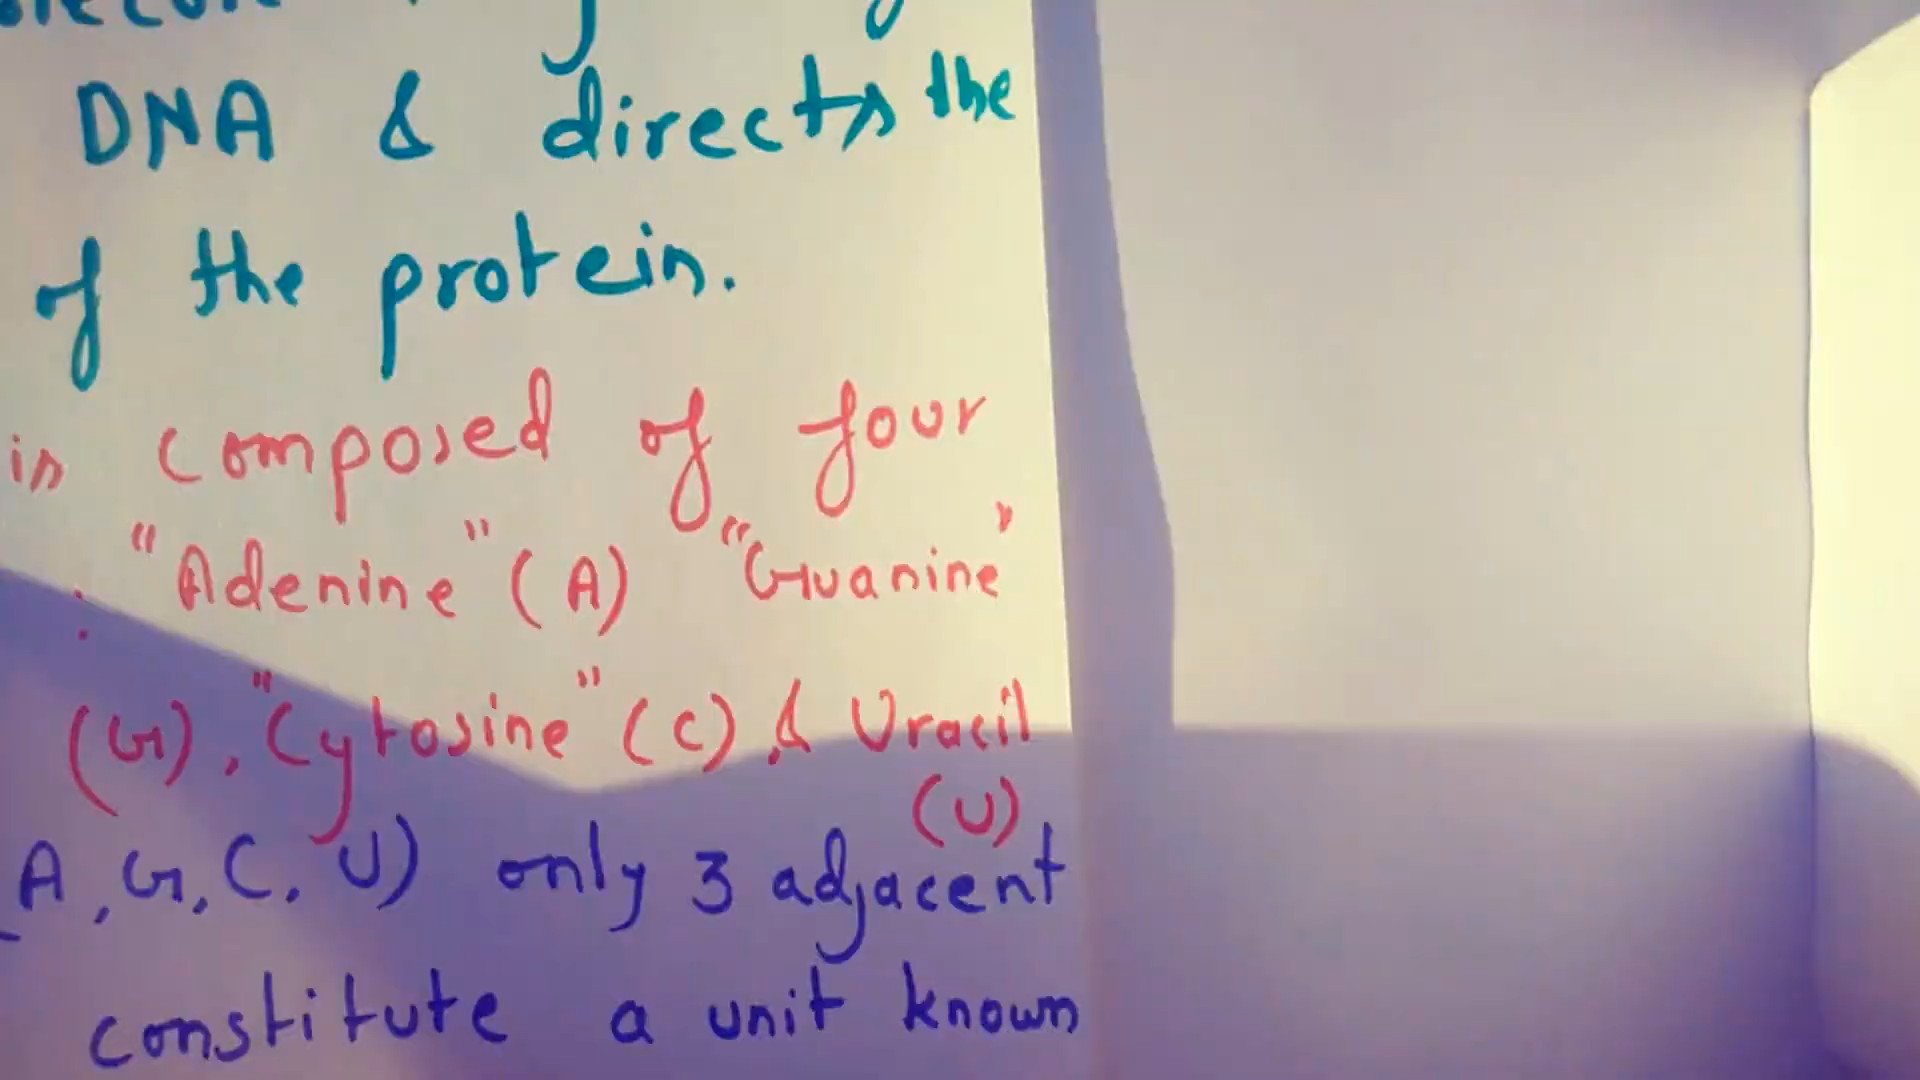 DNA & directs the
of the protein.
is composed of four
: "Adenine" (A) "Guanine"
(G), "Cytosine" (C) & Uracil
(U)
(A, G, C, U) only 3 adjacent
constitute a unit known